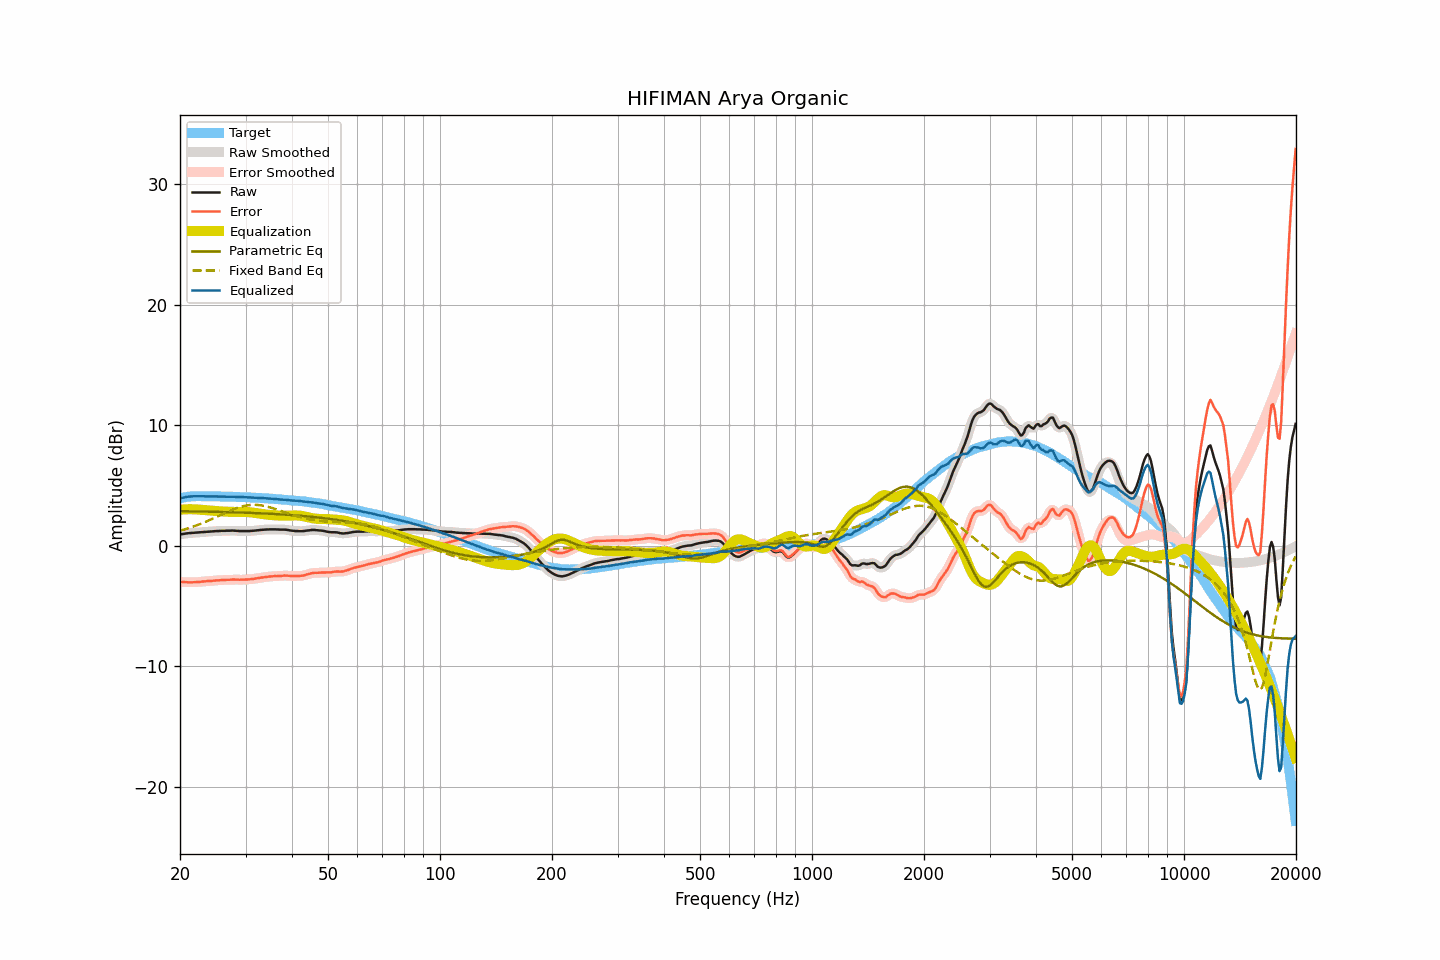 HIFIMAN Arya Organic
Target
Raw Smoothed
Error Smoothed
Raw
Error
Equalization
Parametric Eq
Fixed Band Eq
Equalized
30
20
10
0
−10
−20
Amplitude (dBr)
20 50 100 200 500 1000 2000 5000 10000 20000
Frequency (Hz)